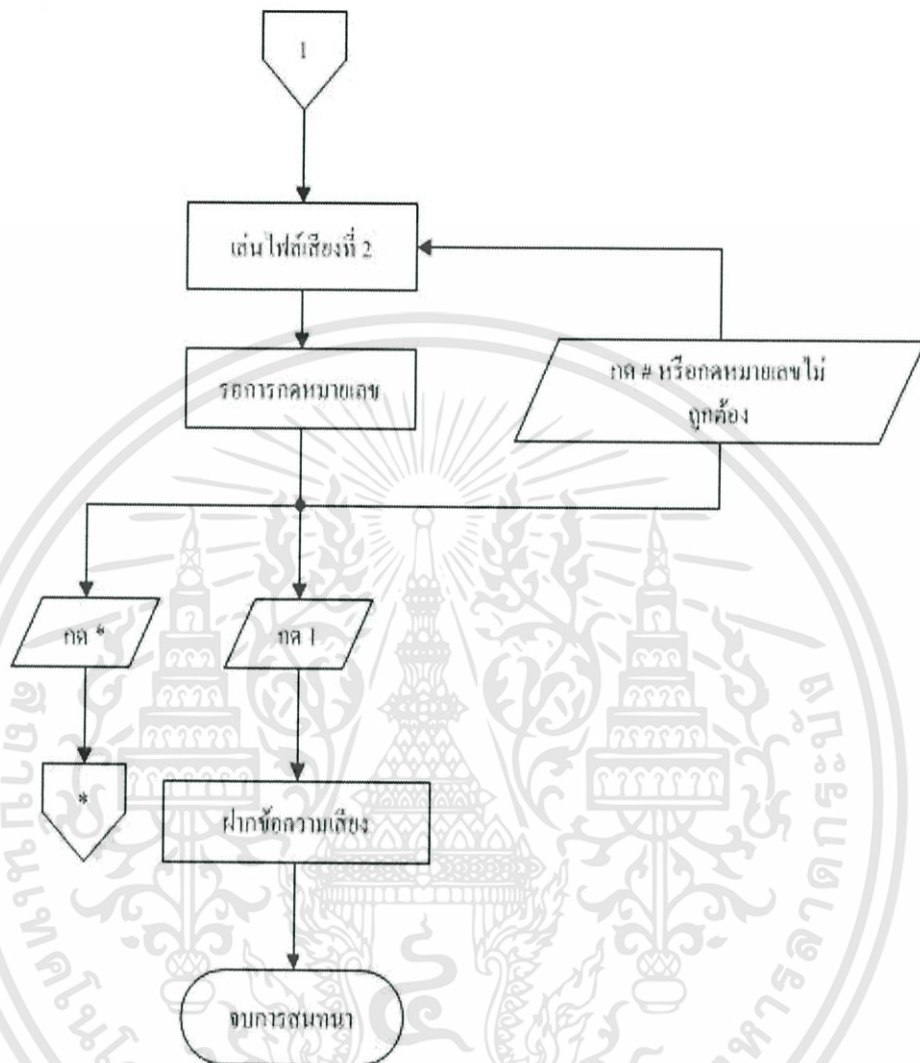 1
เล่นไฟล์เสียงที่ 2
รอการกดหมายเลข
กด # หรือกดหมายเลขไม่
ถูกต้อง
กด *
กด 1
*
ฝากข้อความเสียง
จบการสนทนา